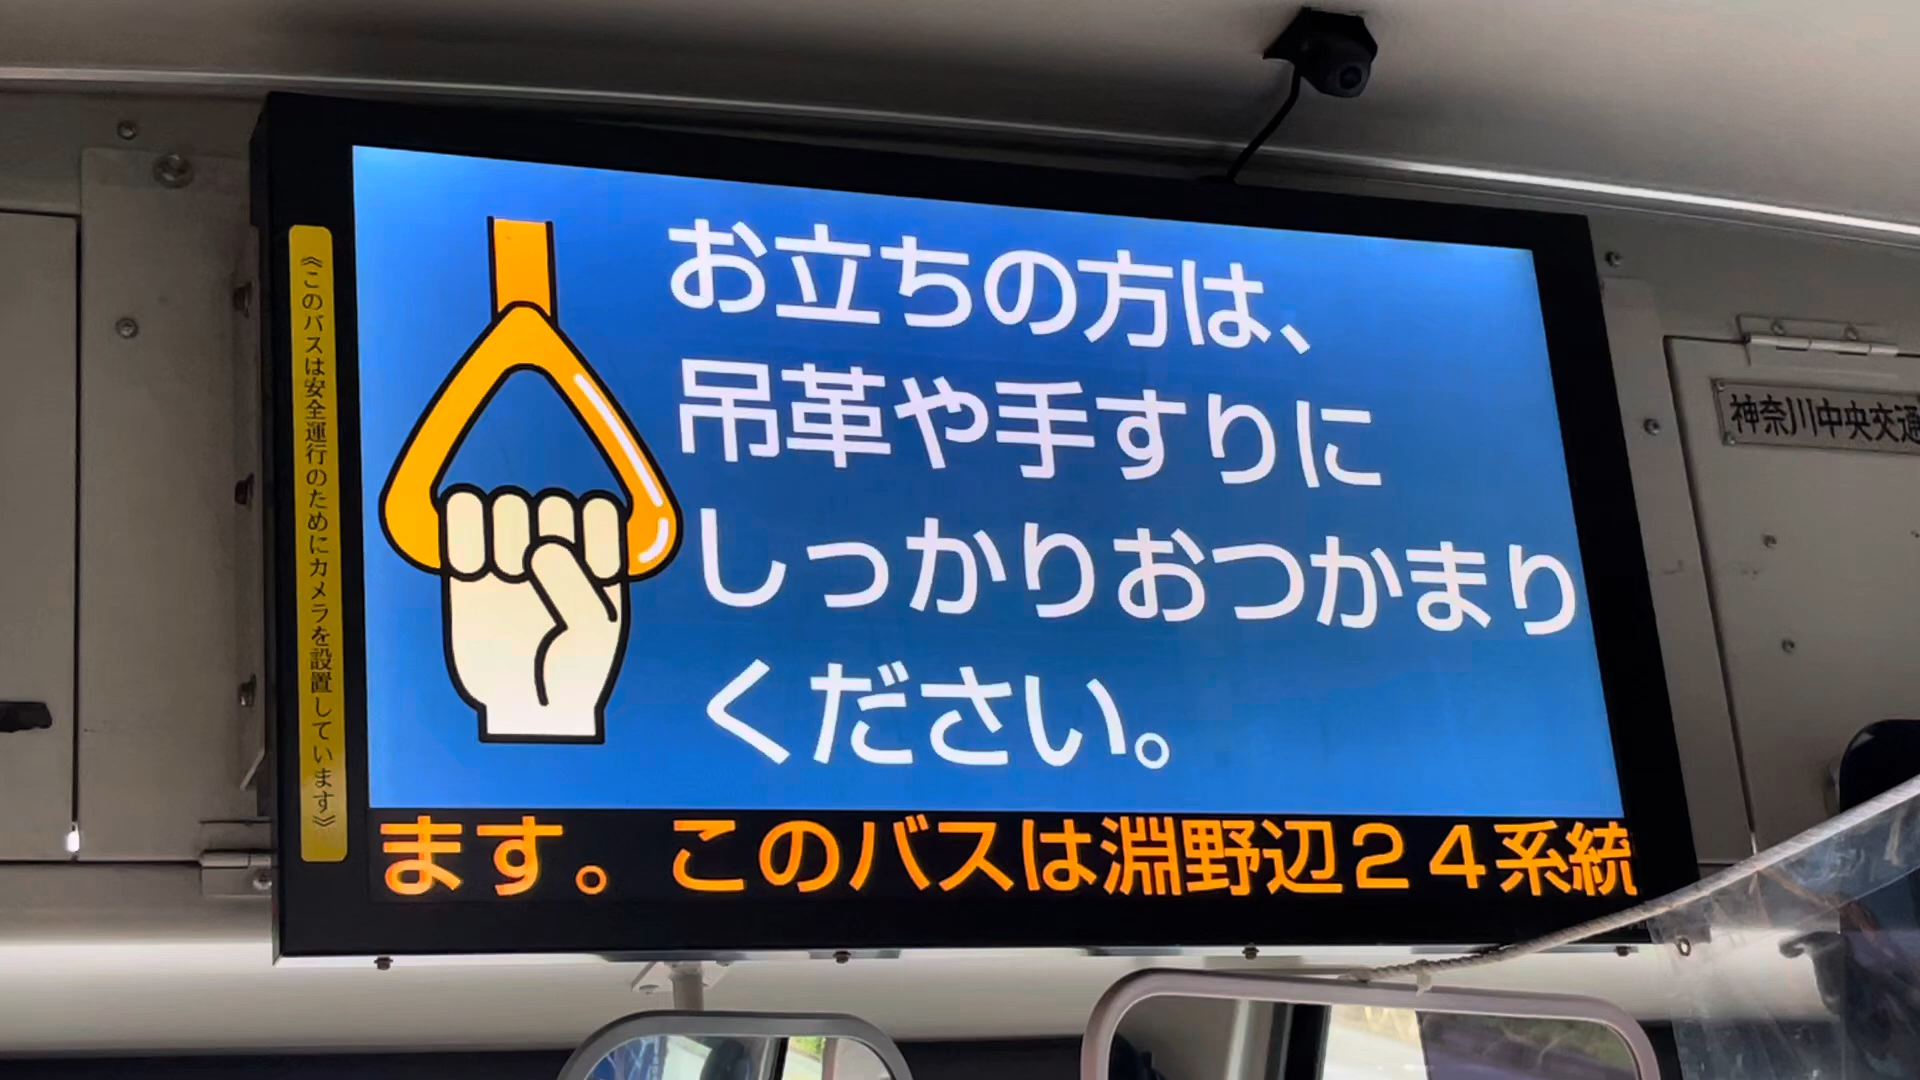 《このバスは安全運行のためにカメラを設置しています》
お立ちの方は、
吊革や手すりに
しっかりおつかまり
ください。
ます。このバスは淵野辺２４系統
神奈川中央交通